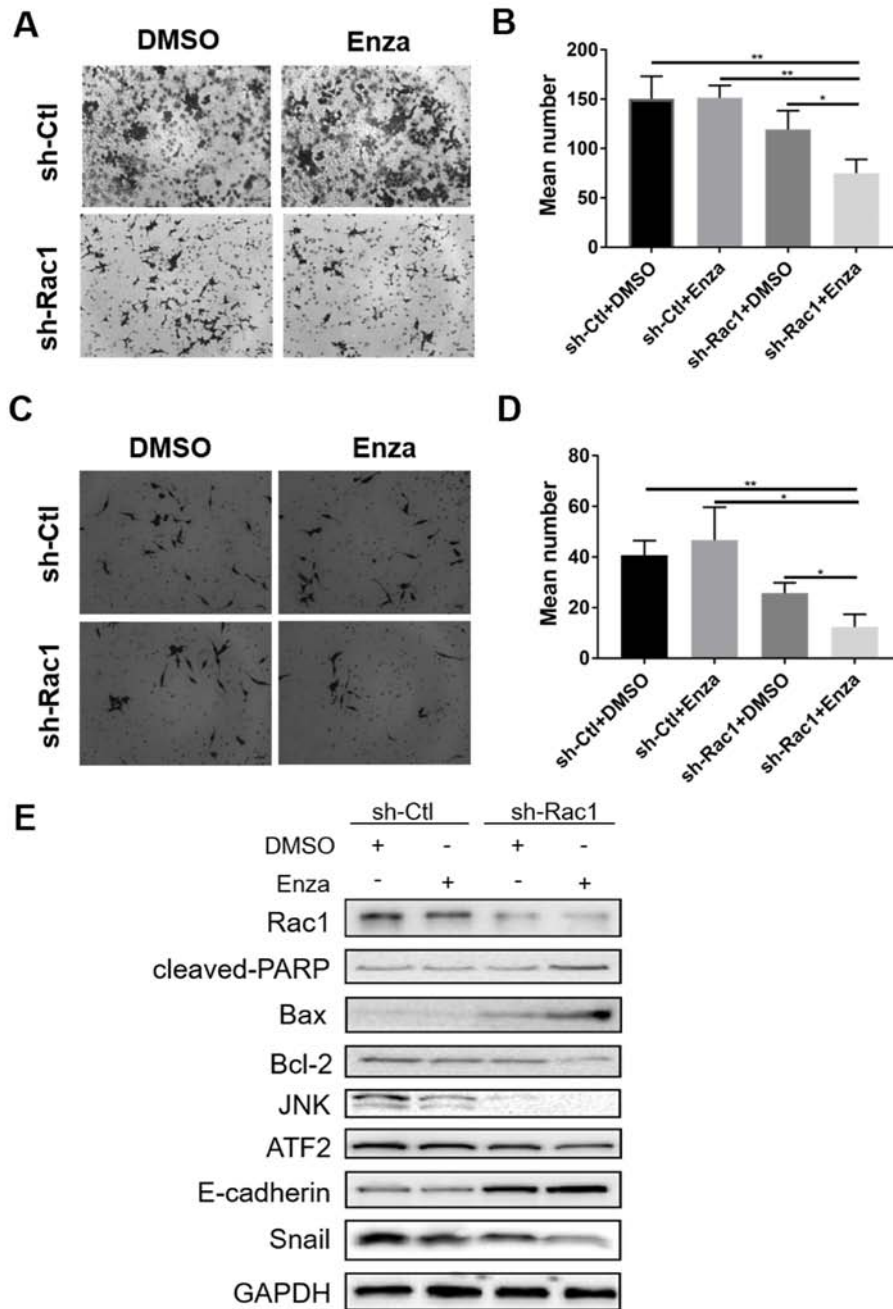 A
DMSO
Enza
sh-Ctl
sh-Rac1
B
Mean number
200
150
100
50
0
**
**
*
sh-Ctl+DMSO
sh-Ctl+Enza
sh-Rac1+DMSO
sh-Rac1+Enza
C
DMSO
Enza
sh-Ctl
sh-Rac1
D
Mean number
80
60
40
20
0
**
*
*
sh-Ctl+DMSO
sh-Ctl+Enza
sh-Rac1+DMSO
sh-Rac1+Enza
E
sh-Ctl sh-Rac1
DMSO + - + -
Enza - + - +
Rac1
cleaved-PARP
Bax
Bcl-2
JNK
ATF2
E-cadherin
Snail
GAPDH